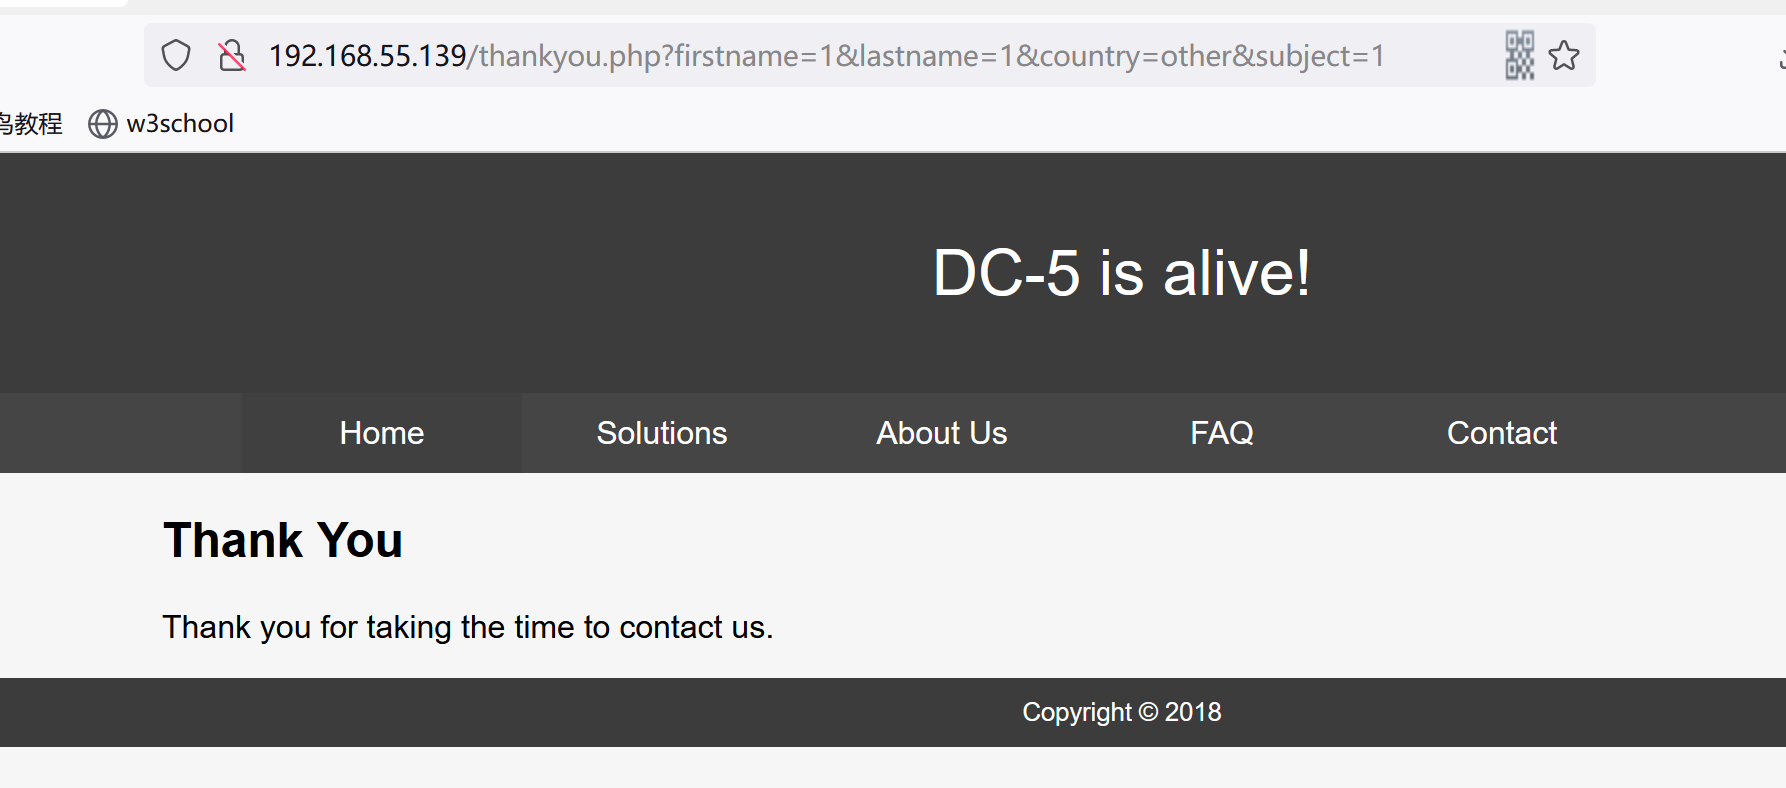 192.168.55.139/thankyou.php?firstname=1&lastname=1&country=other&subject=1
鸟教程 w3school
DC-5 is alive!
Home Solutions About Us FAQ Contact
Thank You
Thank you for taking the time to contact us.
Copyright © 2018